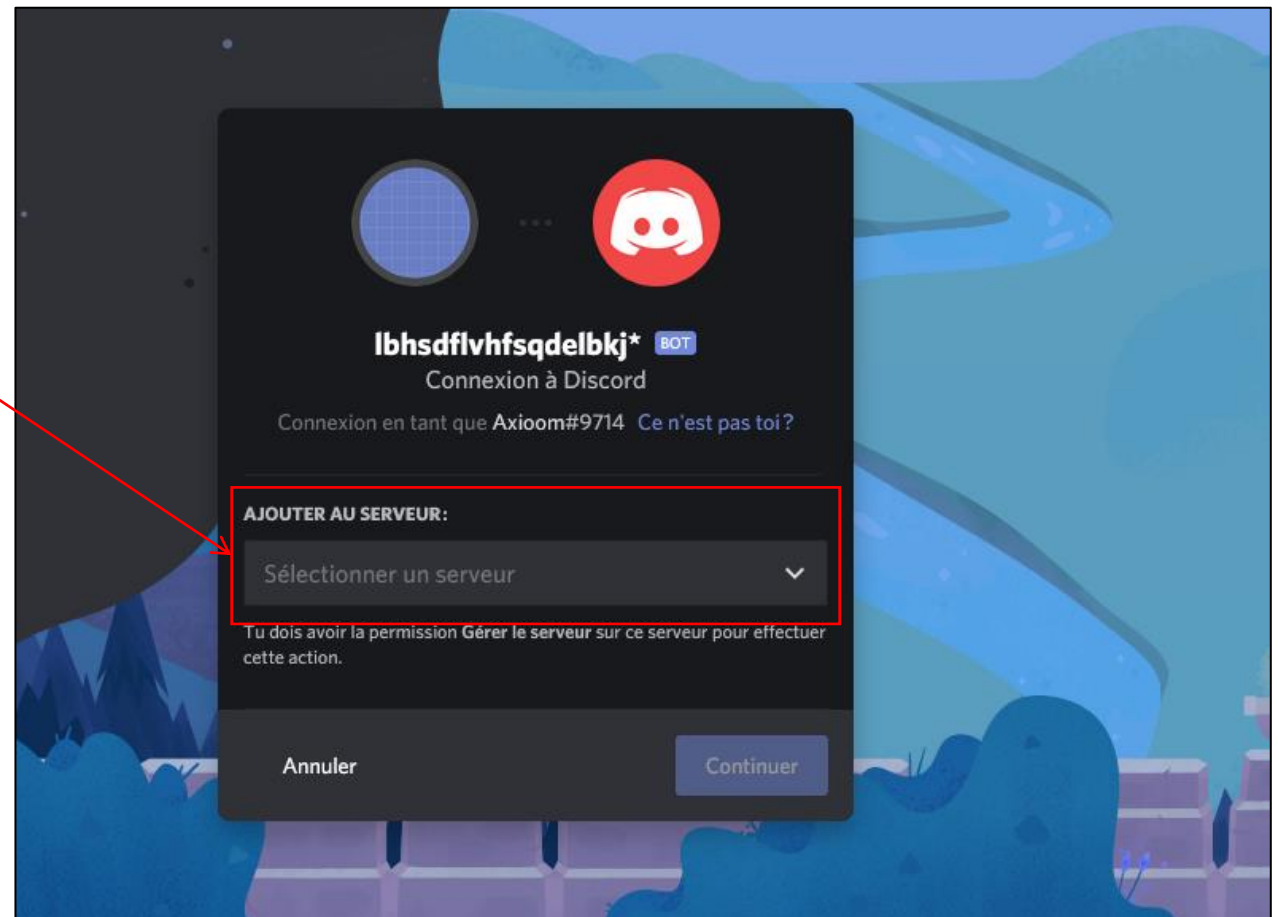 lbhsdflvhfsqdelbkj* BOT
Connexion à Discord
Connexion en tant que Axioom#9714 Ce n'est pas toi?
AJOUTER AU SERVEUR:
Sélectionner un serveur
Tu dois avoir la permission Gérer le serveur sur ce serveur pour effectuer
cette action.
Annuler
Continuer